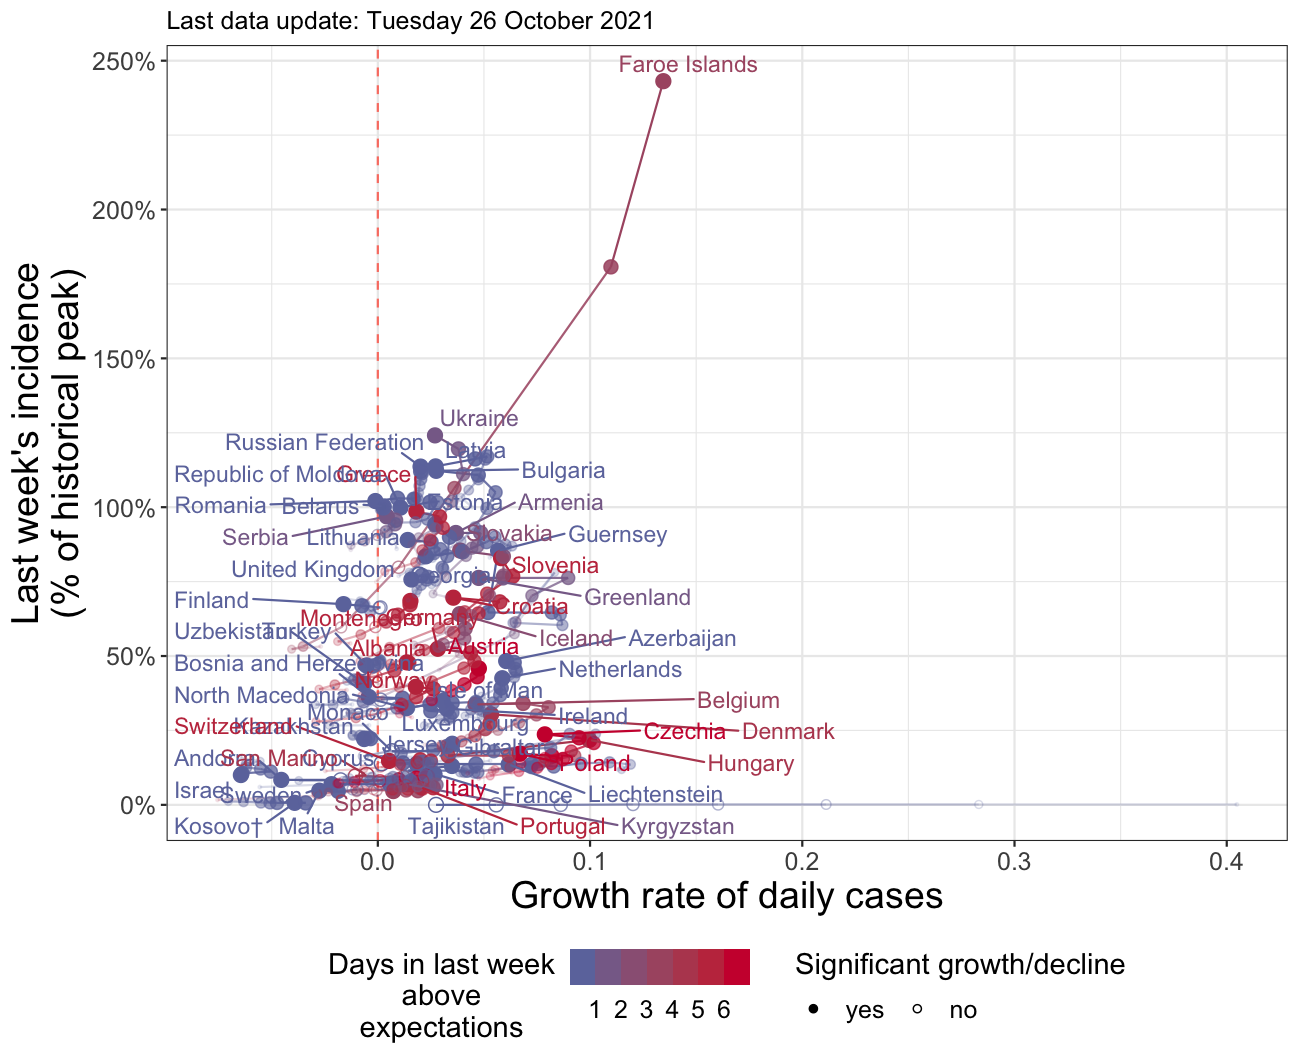 Last data update: Tuesday 26 October 2021
250%
200%
150%
100%
50%
0%
Last week's incidence
(% of historical peak)
Faroe Islands
Ukraine
Russian Federation
Latvia
Republic of Moldova
Greece
Bulgaria
Romania
Belarus
Estonia
Armenia
Serbia
Lithuania
Slovakia
Guernsey
United Kingdom
Georgia
Slovenia
Finland
Croatia
Greenland
Montenegro
Germany
Uzbekistan
Turkey
Iceland
Azerbaijan
Albania
Austria
Bosnia and Herzegovina
Netherlands
Norway
North Macedonia
Isle of Man
Belgium
Monaco
Ireland
Switzerland
Kazakhstan
Luxembourg
Czechia
Denmark
Jersey
Gibraltar
Andorra
San Marino
Cyprus
Poland
Hungary
Israel
Sweden
Spain
Italy
France
Liechtenstein
Kosovo†
Malta
Tajikistan
Portugal
Kyrgyzstan
0.0
0.1
0.2
0.3
0.4
Growth rate of daily cases
Days in last week
above
expectations
1 2 3 4 5 6
Significant growth/decline
yes
no